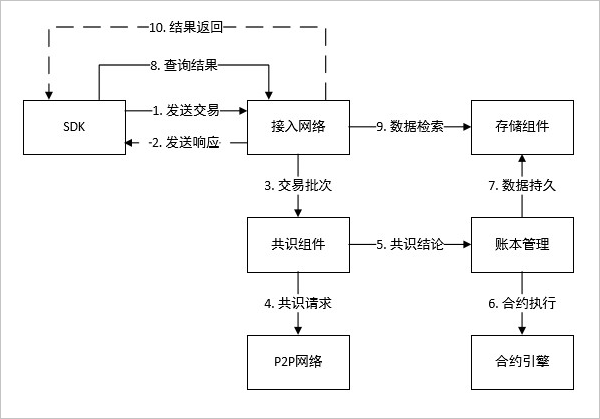 10. 结果返回
8. 查询结果
SDK
1. 发送交易
2. 发送响应
接入网络
9. 数据检索
存储组件
3. 交易批次
7. 数据持久
共识组件
5. 共识结论
账本管理
4. 共识请求
6. 合约执行
P2P网络
合约引擎